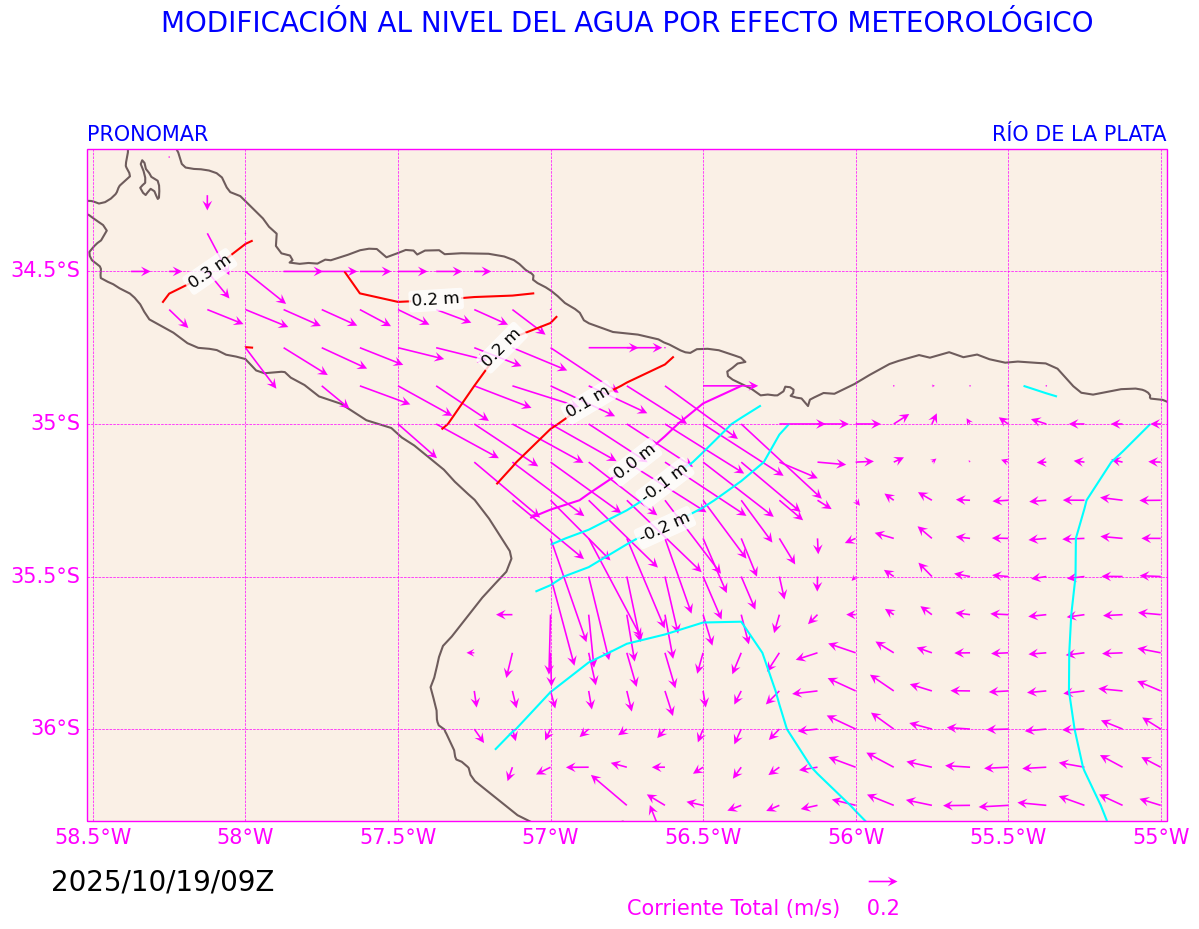 MODIFICACIÓN AL NIVEL DEL AGUA POR EFECTO METEOROLÓGICO
PRONOMAR
RÍO DE LA PLATA
0.3 m
34.5°S
0.2 m
0.2 m
0.1 m
35°S
0.0 m
-0.1 m
-0.2 m
35.5°S
36°S
58.5°W 58°W 57.5°W 57°W 56.5°W 56°W 55.5°W 55°W
2025/10/19/09Z
Corriente Total (m/s) 0.2